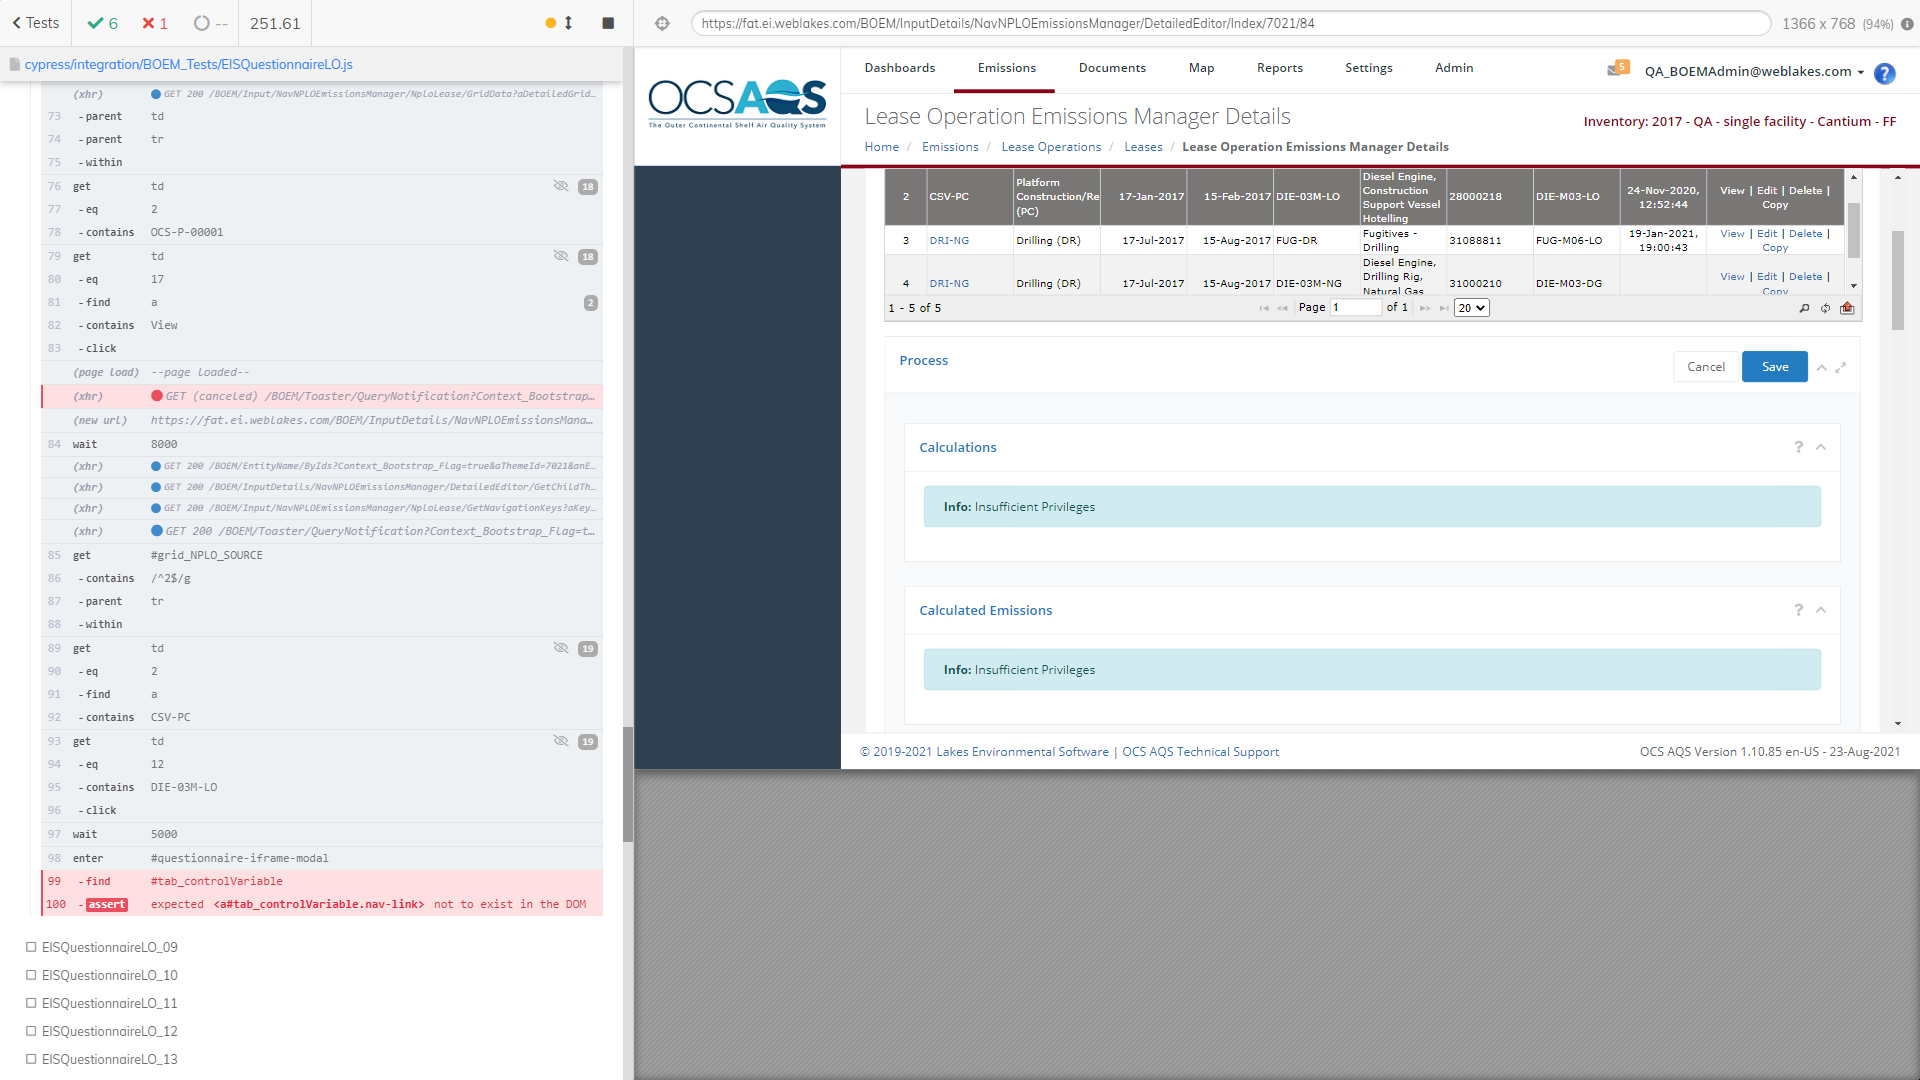 Tests
6
1
--
251.61
cypress/integration/BOEM_Tests/EISQuestionnaireLO.js
(xhr) GET 200 /BOEM/Input/NavNPLOEmissionsManager/NploLease/GridData?aDetailedGrid...
73 -parent td
74 -parent tr
75 -within
76 get td 18
77 -eq 2
78 -contains OCS-P-00001
79 get td 18
80 -eq 17
81 -find a 2
82 -contains View
83 -click
(page load) --page loaded--
(xhr) GET (canceled) /BOEM/Toaster/QueryNotification?Context_Bootstrap...
(new url) https://fat.ei.weblakes.com/BOEM/InputDetails/NavNPLOEmissionsMana...
84 wait 8000
(xhr) GET 200 /BOEM/EntityName/ByIds?Context_Bootstrap_Flag=true&aThemeId=7021&anE...
(xhr) GET 200 /BOEM/InputDetails/NavNPLOEmissionsManager/DetailedEditor/GetChildTh...
(xhr) GET 200 /BOEM/Input/NavNPLOEmissionsManager/NploLease/GetNavigationKeys?aKey...
(xhr) GET 200 /BOEM/Toaster/QueryNotification?Context_Bootstrap_Flag=t...
85 get #grid_NPLO_SOURCE
86 -contains /^2$/g
87 -parent tr
88 -within
89 get td 19
90 -eq 2
91 -find a
92 -contains CSV-PC
93 get td 19
94 -eq 12
95 -contains DIE-03M-LO
96 -click
97 wait 5000
98 enter #questionnaire-iframe-modal
99 -find #tab_controlVariable
100 -assert expected <a#tab_controlVariable.nav-link> not to exist in the DOM
EISQuestionnaireLO_09
EISQuestionnaireLO_10
EISQuestionnaireLO_11
EISQuestionnaireLO_12
EISQuestionnaireLO_13
https://fat.ei.weblakes.com/BOEM/InputDetails/NavNPLOEmissionsManager/DetailedEditor/Index/7021/84
1366 x 768 (94%)
OCSAQS
The Outer Continental Shelf Air Quality System
Dashboards Emissions Documents Map Reports Settings Admin
5 QA_BOEMAdmin@weblakes.com ?
Lease Operation Emissions Manager Details
Inventory: 2017 - QA - single facility - Cantium - FF
Home / Emissions / Lease Operations / Leases / Lease Operation Emissions Manager Details
2 CSV-PC Platform Construction/Re (PC) 17-Jan-2017 15-Feb-2017 DIE-03M-LO Diesel Engine, Construction Support Vessel Hotelling 28000218 DIE-M03-LO 24-Nov-2020, 12:52:44 View | Edit | Delete | Copy
3 DRI-NG Drilling (DR) 17-Jul-2017 15-Aug-2017 FUG-DR Fugitives - Drilling 31088811 FUG-M06-LO 19-Jan-2021, 19:00:43 View | Edit | Delete | Copy
4 DRI-NG Drilling (DR) 17-Jul-2017 15-Aug-2017 DIE-03M-NG Diesel Engine, Drilling Rig, Natural Gas 31000210 DIE-M03-DG View | Edit | Delete | Copy
1 - 5 of 5 Page 1 of 1 20
Process Cancel Save
Calculations ?
Info: Insufficient Privileges
Calculated Emissions ?
Info: Insufficient Privileges
© 2019-2021 Lakes Environmental Software | OCS AQS Technical Support
OCS AQS Version 1.10.85 en-US - 23-Aug-2021